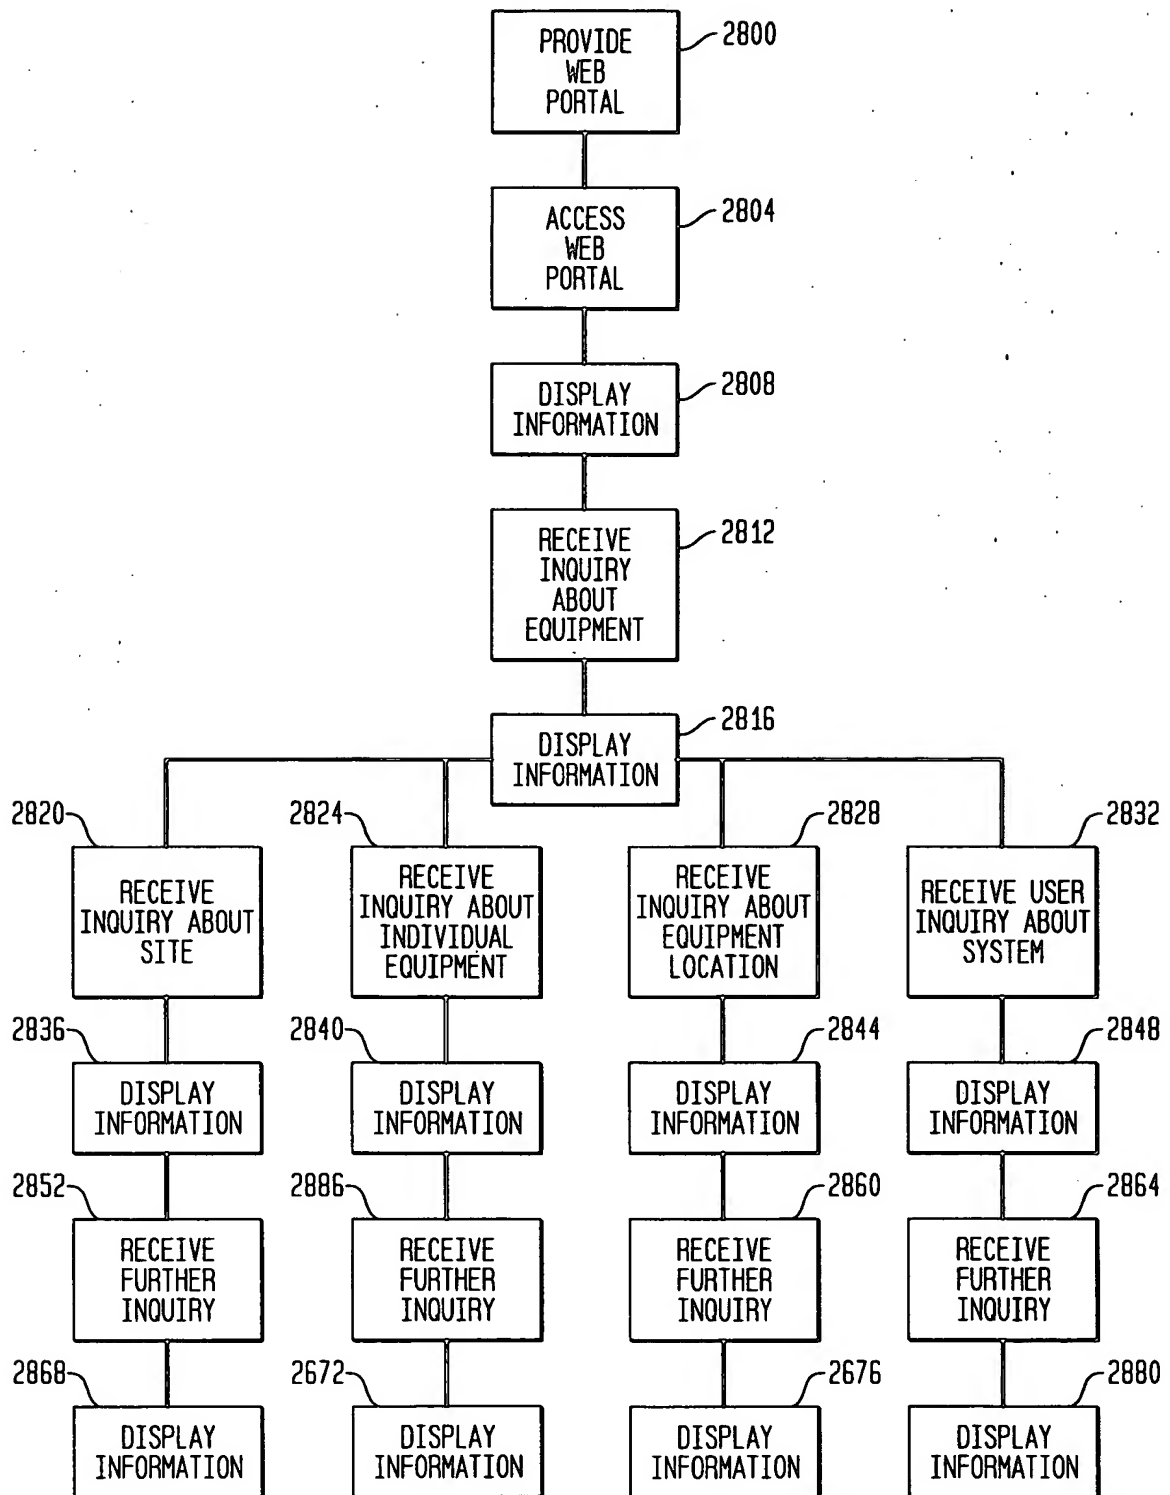 PROVIDE
WEB
PORTAL
2800
ACCESS
WEB
PORTAL
2804
DISPLAY
INFORMATION
2808
RECEIVE
INQUIRY
ABOUT
EQUIPMENT
2812
DISPLAY
INFORMATION
2816
2820
RECEIVE
INQUIRY ABOUT
SITE
2824
RECEIVE
INQUIRY ABOUT
INDIVIDUAL
EQUIPMENT
2828
RECEIVE
INQUIRY ABOUT
EQUIPMENT
LOCATION
2832
RECEIVE USER
INQUIRY ABOUT
SYSTEM
2836
DISPLAY
INFORMATION
2840
DISPLAY
INFORMATION
2844
DISPLAY
INFORMATION
2848
DISPLAY
INFORMATION
2852
RECEIVE
FURTHER
INQUIRY
2886
RECEIVE
FURTHER
INQUIRY
2860
RECEIVE
FURTHER
INQUIRY
2864
RECEIVE
FURTHER
INQUIRY
2868
DISPLAY
INFORMATION
2672
DISPLAY
INFORMATION
2676
DISPLAY
INFORMATION
2880
DISPLAY
INFORMATION